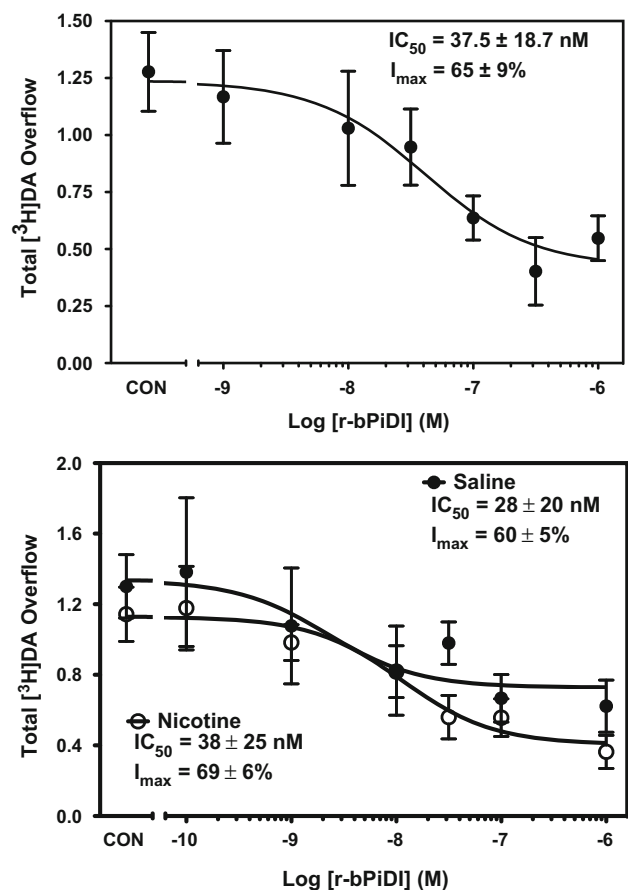 IC50 = 37.5 ± 18.7 nM
Imax = 65 ± 9%
Total [3H]DA Overflow
1.50
1.25
1.00
0.75
0.50
0.25
0.00
CON -9 -8 -7 -6
Log [r-bPiDI] (M)
Saline
IC50 = 28 ± 20 nM
Imax = 60 ± 5%
Total [3H]DA Overflow
2.0
1.6
1.2
0.8
0.4
0.0
Nicotine
IC50 = 38 ± 25 nM
Imax = 69 ± 6%
CON -10 -9 -8 -7 -6
Log [r-bPiDI] (M)